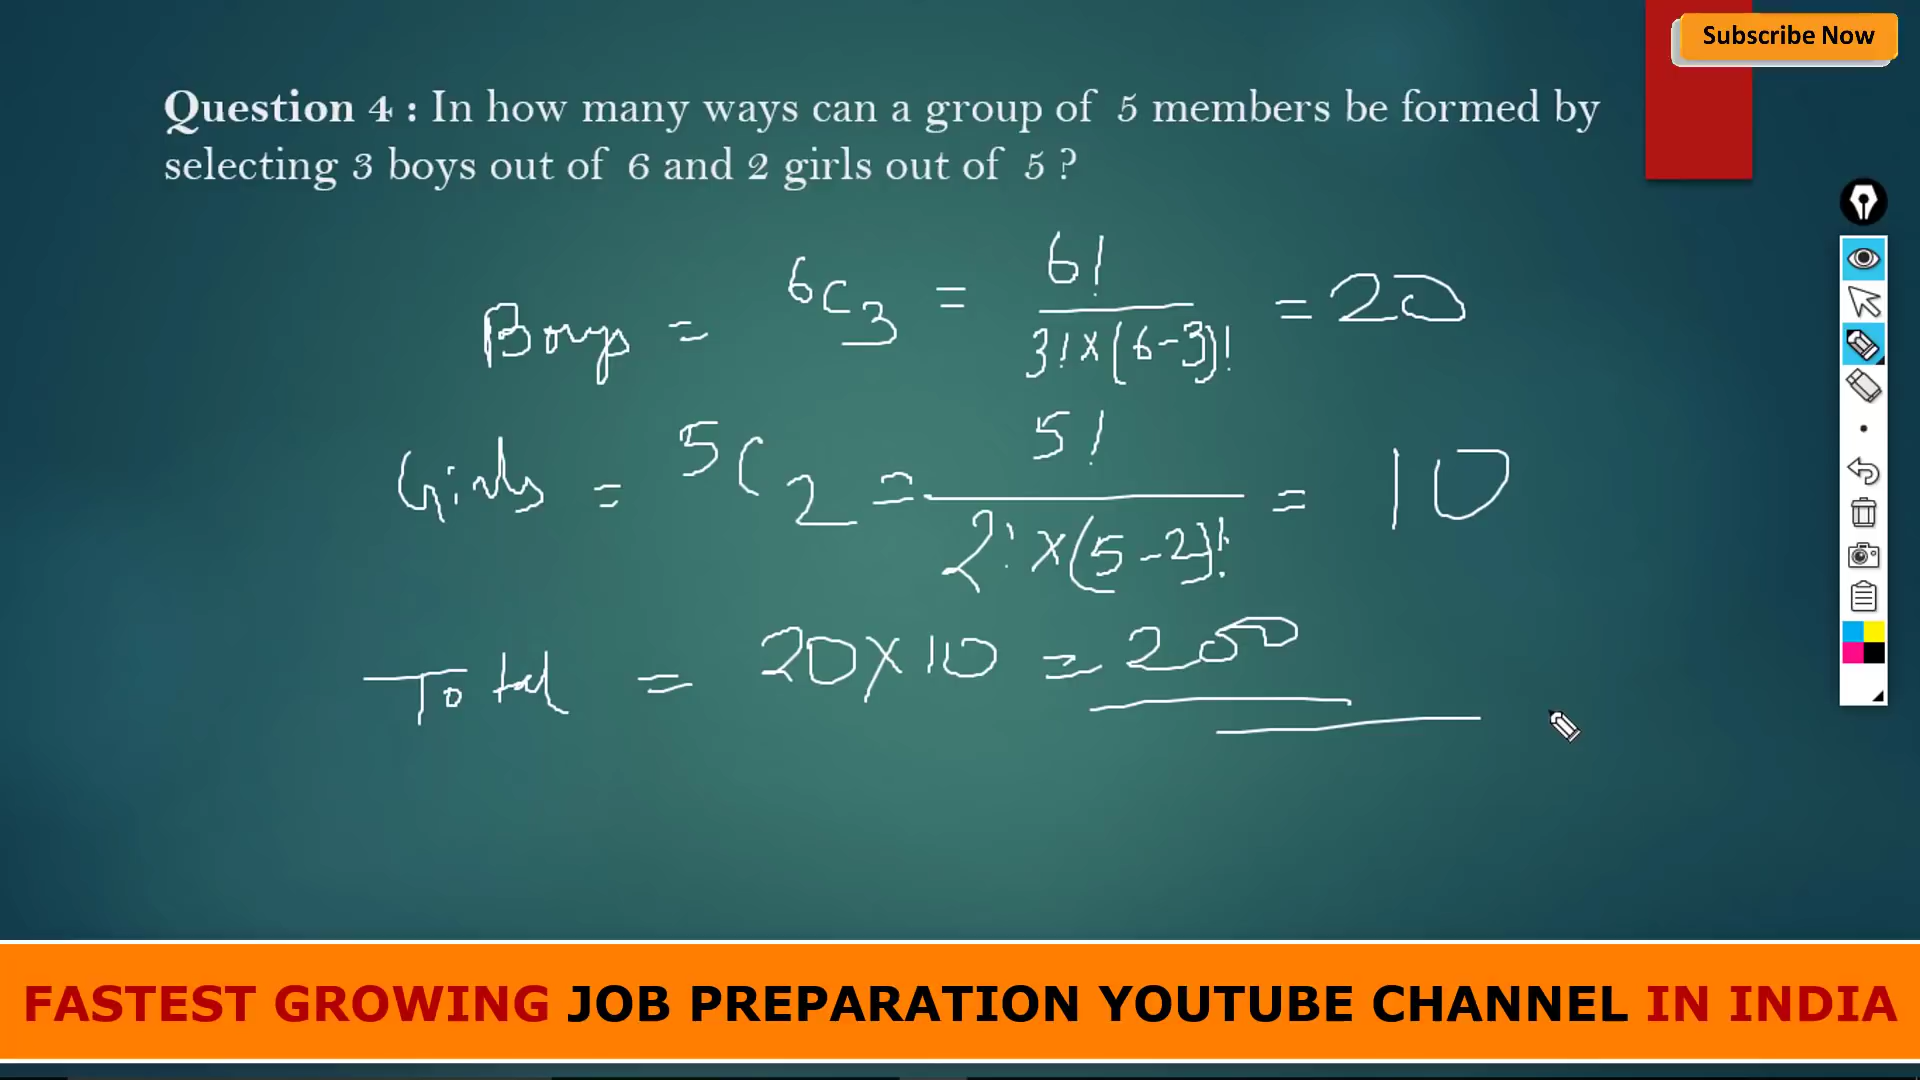 Subscribe Now
Question 4 : In how many ways can a group of 5 members be formed by
selecting 3 boys out of 6 and 2 girls out of 5 ?
Boys = 6C3 = 6! / 3!×(6-3)! = 20
Girls = 5C2 = 5! / 2!×(5-2)! = 10
Total = 20×10 = 200
FASTEST GROWING JOB PREPARATION YOUTUBE CHANNEL IN INDIA